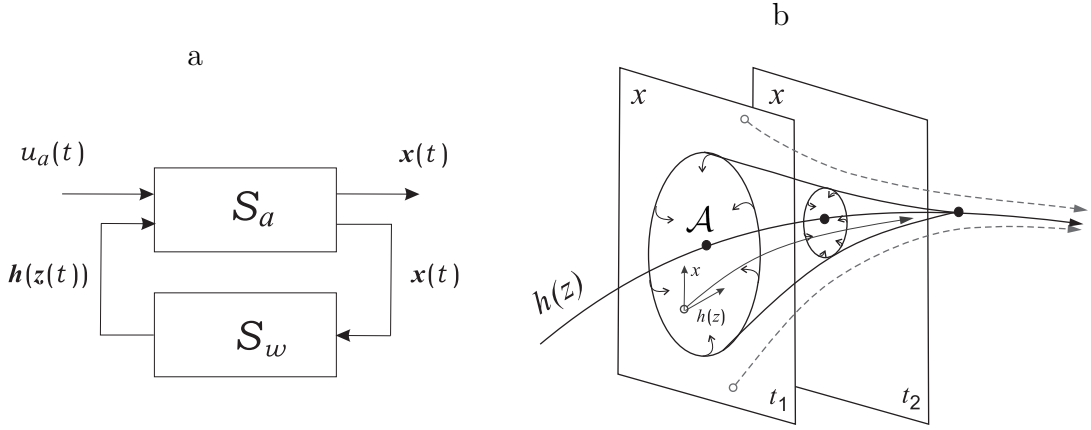 a
u_a(t)
x(t)
S_a
h(z(t))
x(t)
S_w
b
x
x
A
h(z)
x
h(z)
t_1
t_2